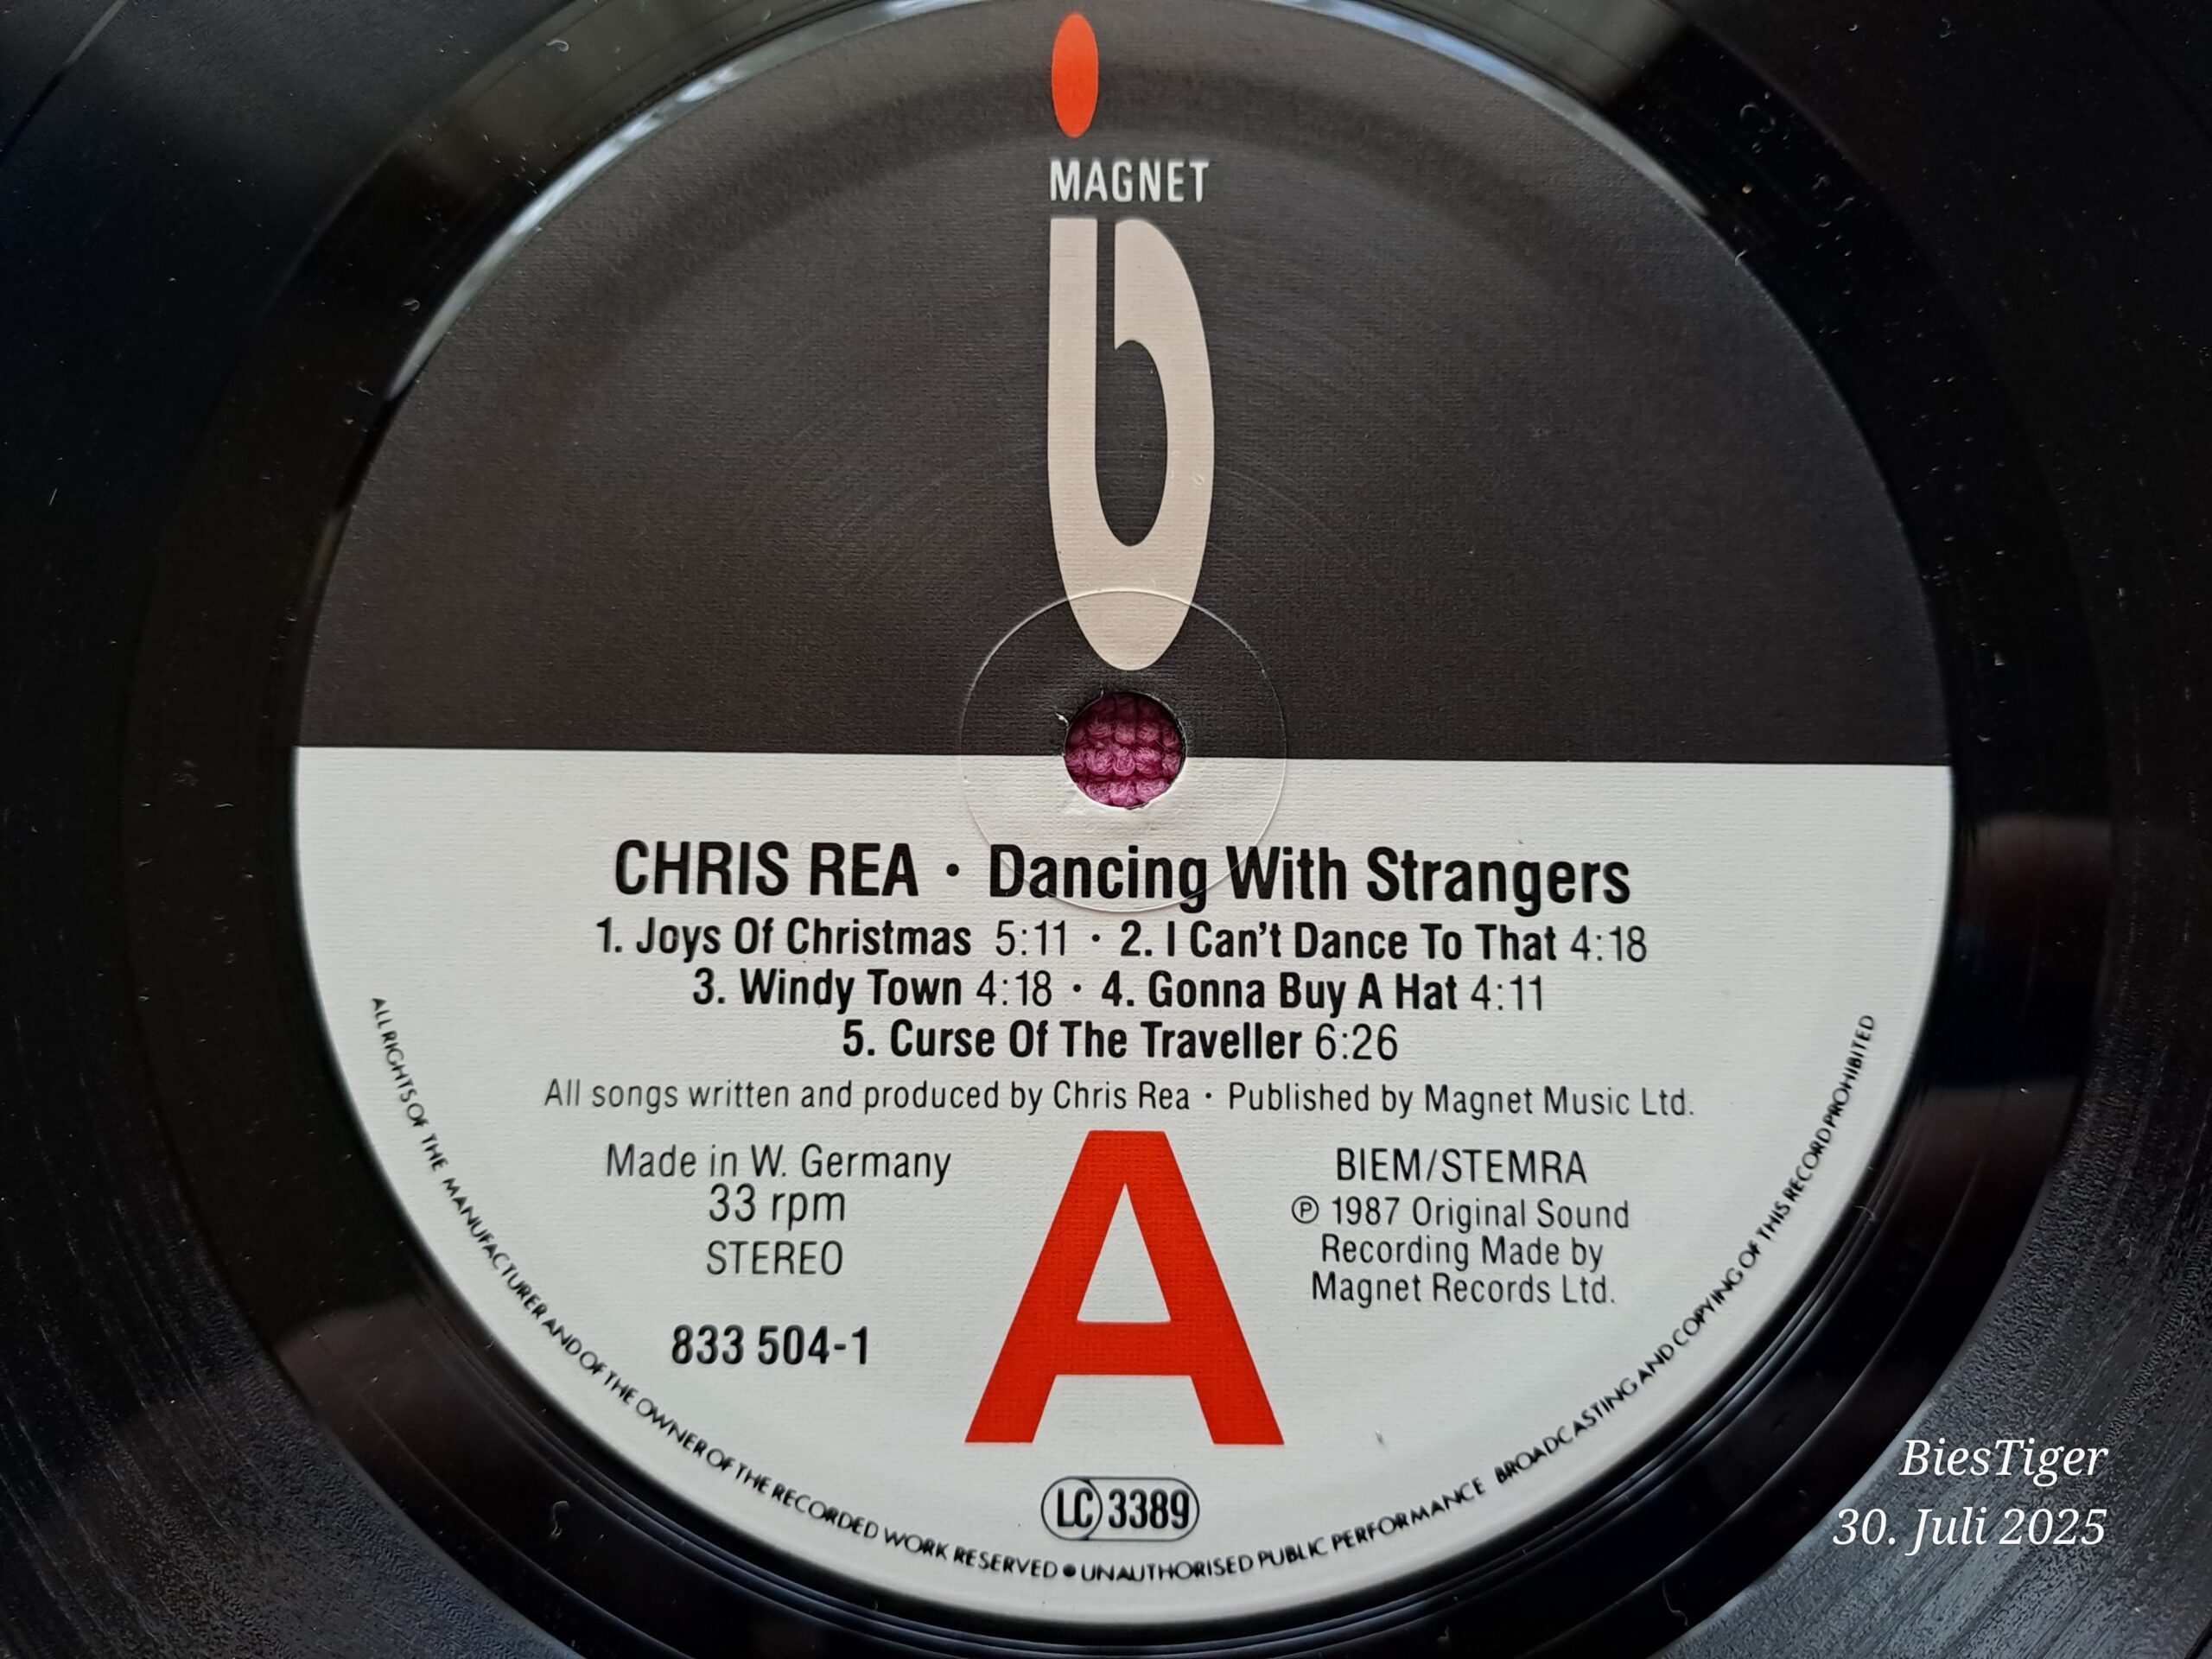 MAGNET
CHRIS REA · Dancing With Strangers
1. Joys Of Christmas 5:11 · 2. I Can't Dance To That 4:18
3. Windy Town 4:18 · 4. Gonna Buy A Hat 4:11
5. Curse Of The Traveller 6:26
All songs written and produced by Chris Rea · Published by Magnet Music Ltd.
Made in W. Germany
33 rpm
STEREO
833 504-1
A
BIEM/STEMRA
℗ 1987 Original Sound
Recording Made by
Magnet Records Ltd.
LC 3389
ALL RIGHTS OF THE MANUFACTURER AND OF THE OWNER OF THE RECORDED WORK RESERVED ● UNAUTHORISED PUBLIC PERFORMANCE BROADCASTING AND COPYING OF THIS RECORD PROHIBITED
BiesTiger
30. Juli 2025